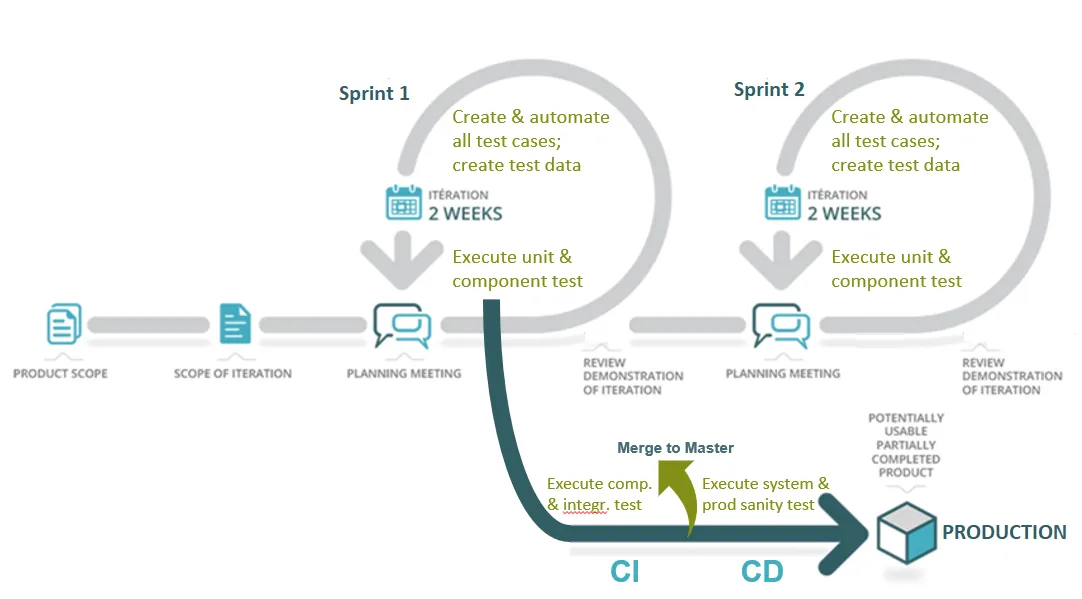 Sprint 1
Create & automate
all test cases;
create test data
ITÉRATION
2 WEEKS
Execute unit &
component test
Sprint 2
Create & automate
all test cases;
create test data
ITÉRATION
2 WEEKS
Execute unit &
component test
PRODUCT SCOPE
SCOPE OF ITERATION
PLANNING MEETING
REVIEW
DEMONSTRATION
OF ITERATION
PLANNING MEETING
REVIEW
DEMONSTRATION
OF ITERATION
POTENTIALLY
USABLE
PARTIALLY
COMPLETED
PRODUCT
Merge to Master
Execute comp.
& integr. test
Execute system &
prod sanity test
PRODUCTION
CI
CD